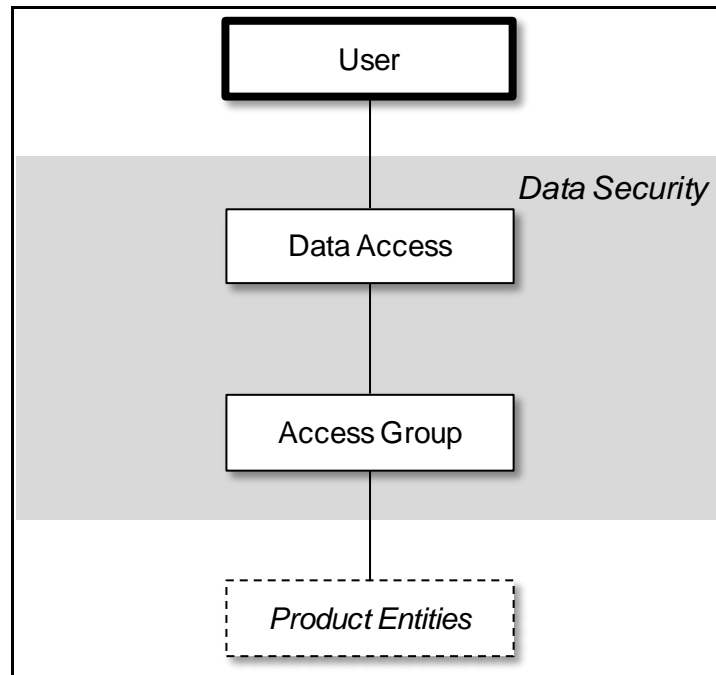 User
Data Security
Data Access
Access Group
Product Entities